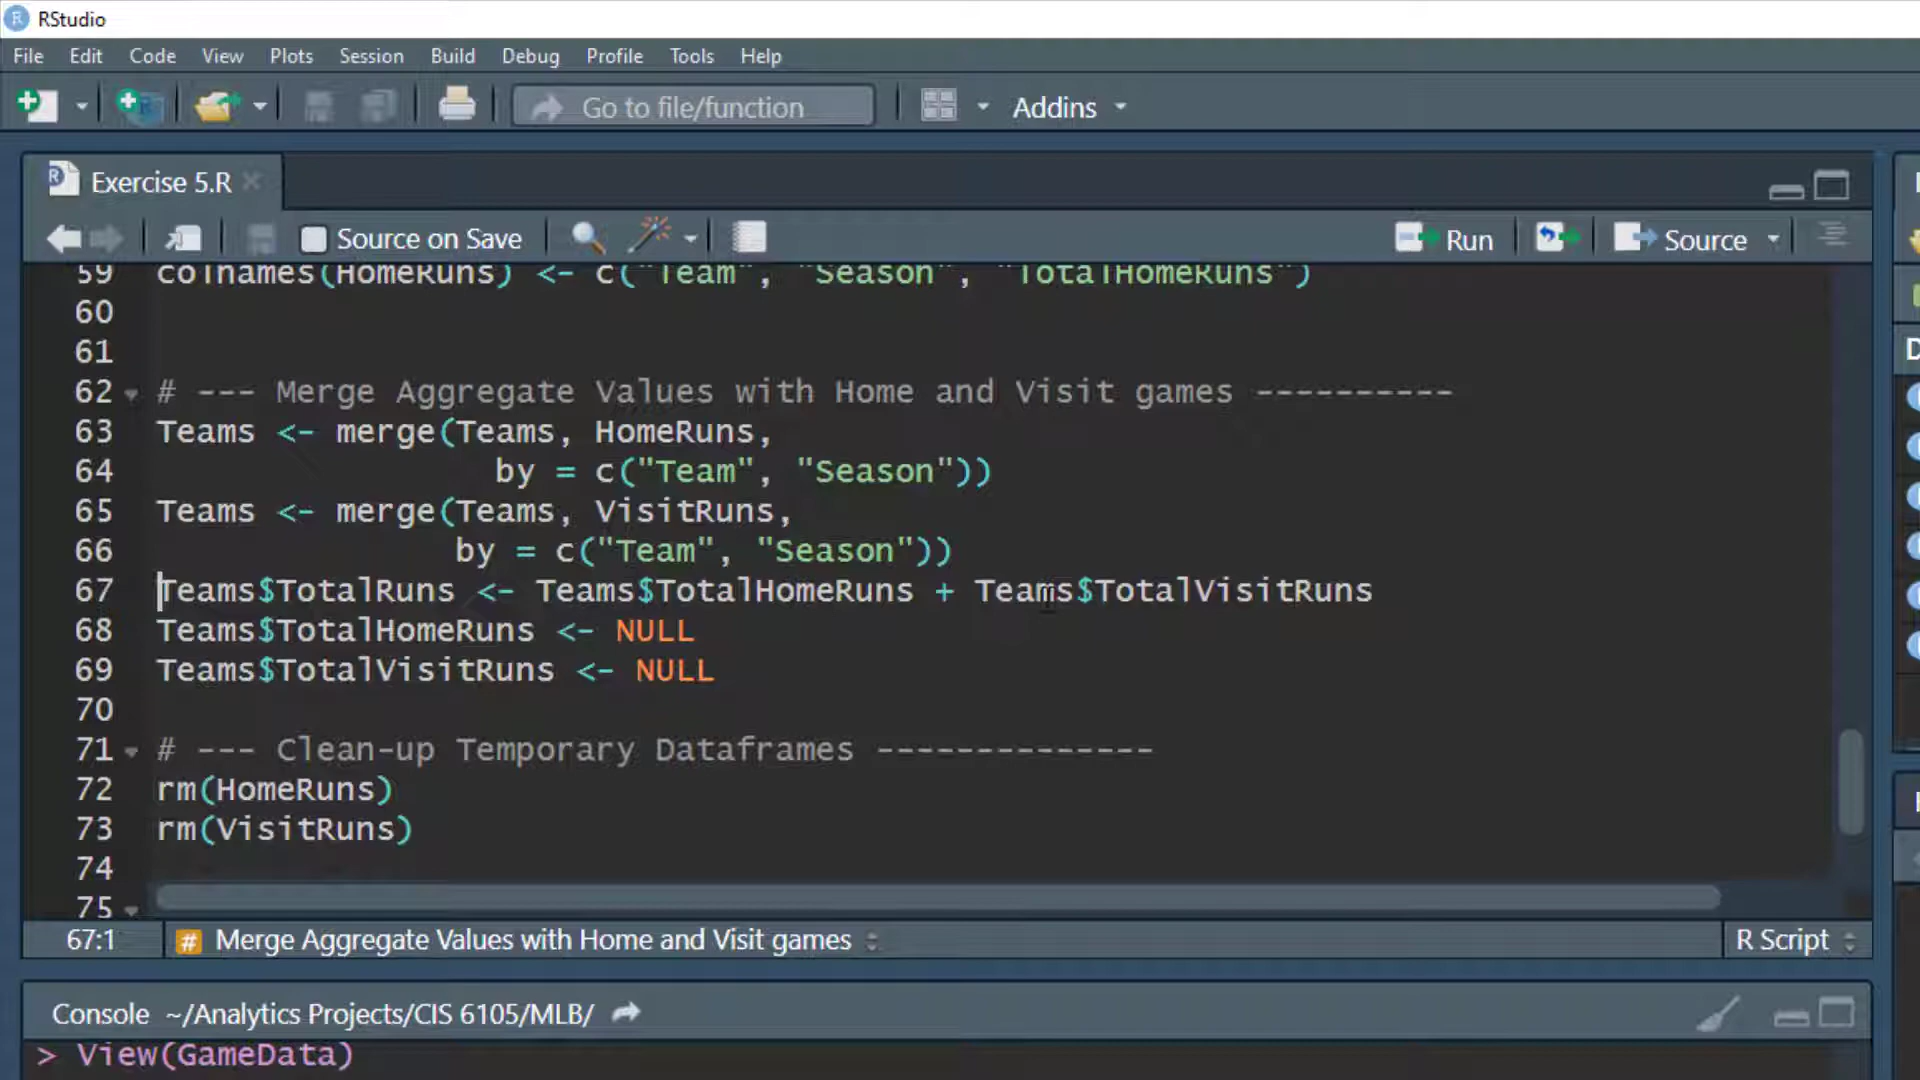 RStudio
File Edit Code View Plots Session Build Debug Profile Tools Help
Go to file/function Addins
Exercise 5.R
Source on Save Run Source
59 colnames(HomeRuns) <- c("Team", "Season", "TotalHomeRuns")
60
61
62 # --- Merge Aggregate Values with Home and Visit games ----------
63 Teams <- merge(Teams, HomeRuns,
64 by = c("Team", "Season"))
65 Teams <- merge(Teams, VisitRuns,
66 by = c("Team", "Season"))
67 Teams$TotalRuns <- Teams$TotalHomeRuns + Teams$TotalVisitRuns
68 Teams$TotalHomeRuns <- NULL
69 Teams$TotalVisitRuns <- NULL
70
71 # --- Clean-up Temporary Dataframes --------------
72 rm(HomeRuns)
73 rm(VisitRuns)
74
75
67:1 # Merge Aggregate Values with Home and Visit games R Script
Console ~/Analytics Projects/CIS 6105/MLB/
> View(GameData)